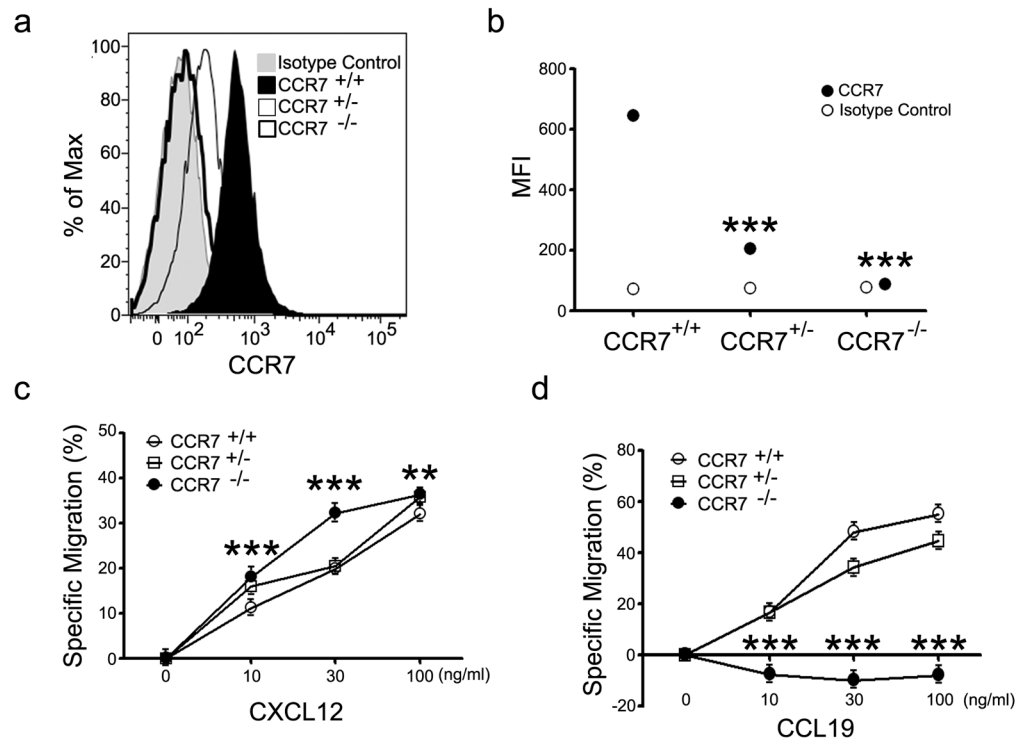 a
100
80
60
40
20
0
% of Max
Isotype Control
CCR7 +/+
CCR7 +/-
CCR7 -/-
0 10² 10³ 10⁴ 10⁵
CCR7
b
800
600
400
200
0
MFI
CCR7
Isotype Control
***
***
CCR7+/+ CCR7+/- CCR7-/-
c
50
40
30
20
10
0
Specific Migration (%)
CCR7 +/+
CCR7 +/-
CCR7 -/-
*** *** **
0 10 30 100 (ng/ml)
CXCL12
d
80
60
40
20
0
-20
Specific Migration (%)
CCR7 +/+
CCR7 +/-
CCR7 -/-
*** *** ***
0 10 30 100 (ng/ml)
CCL19